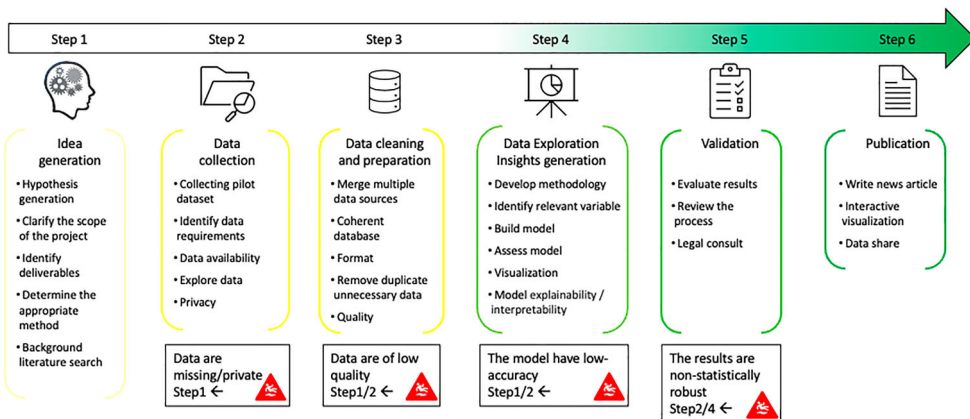 Step 1
Step 2
Step 3
Step 4
Step 5
Step 6
Idea
generation
• Hypothesis
generation
• Clarify the scope
of the project
• Identify
deliverables
• Determine the
appropriate
method
• Background
literature search
Data
collection
• Collecting pilot
dataset
• Identify data
requirements
• Data availability
• Explore data
• Privacy
Data are
missing/private
Step1 ←
Data cleaning
and preparation
• Merge multiple
data sources
• Coherent
database
• Format
• Remove duplicate
unnecessary data
• Quality
Data are of low
quality
Step1/2 ←
Data Exploration
Insights generation
• Develop methodology
• Identify relevant variable
• Build model
• Assess model
• Visualization
• Model explainability /
interpretability
The model have low-
accuracy
Step1/2 ←
Validation
• Evaluate results
• Review the
process
• Legal consult
The results are
non-statistically
robust
Step2/4 ←
Publication
• Write news article
• Interactive
visualization
• Data share